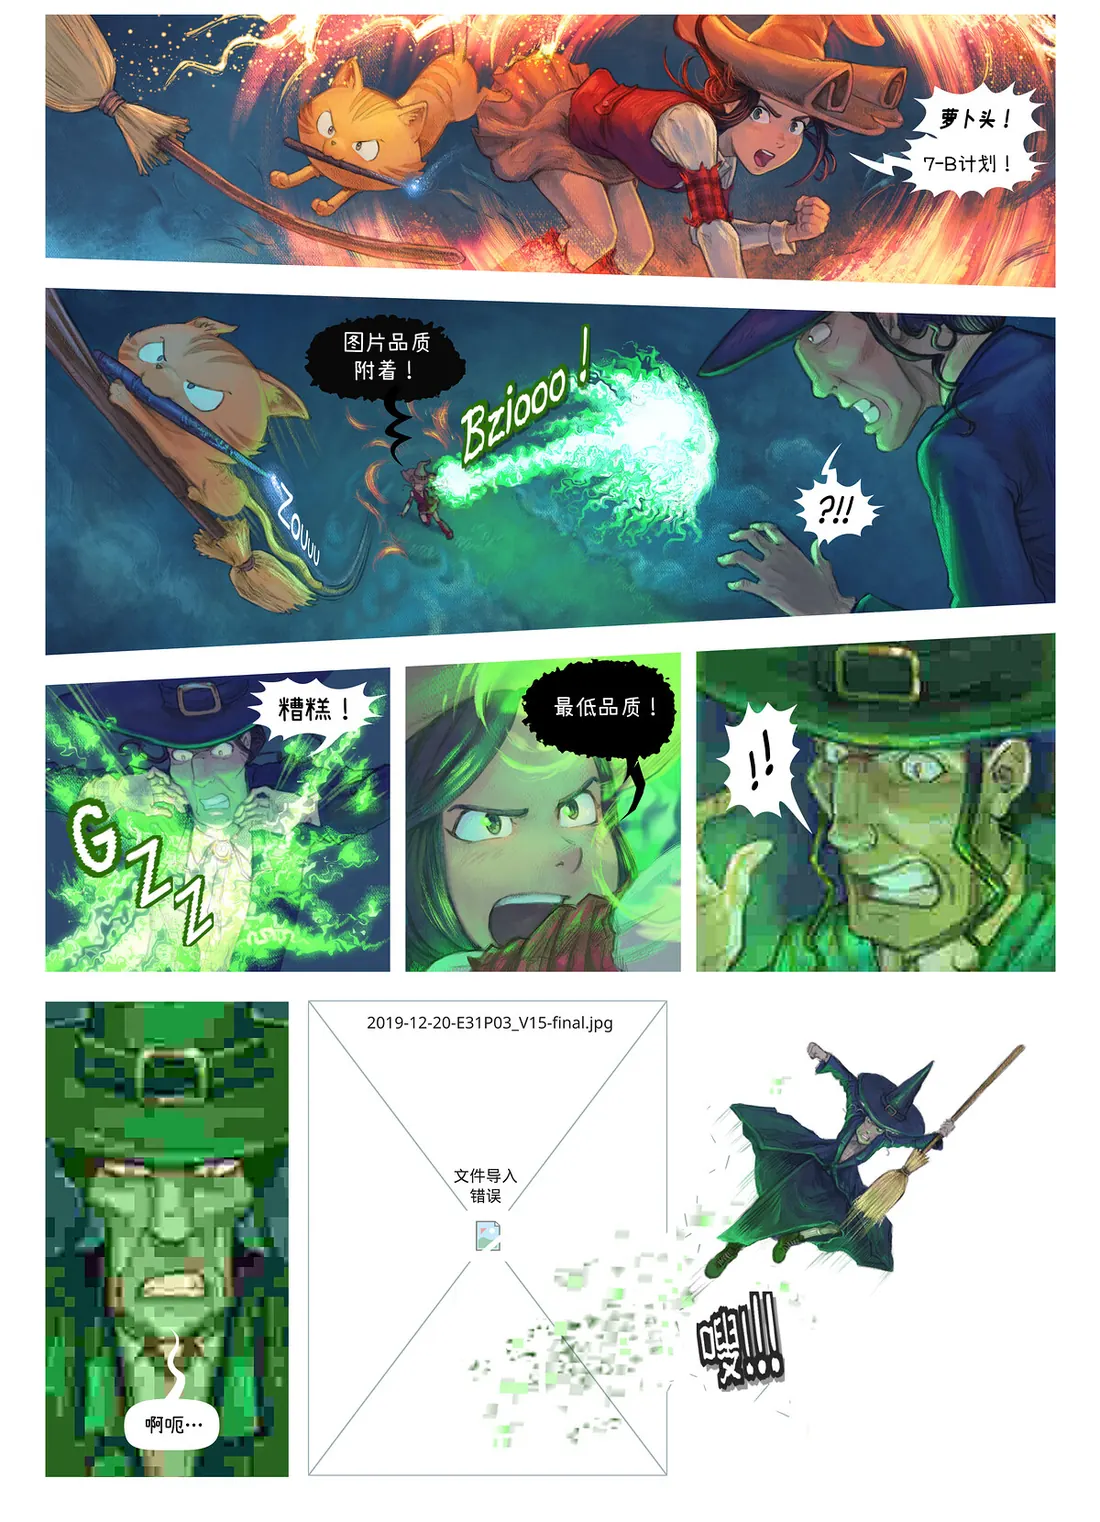 萝卜头！
7-B计划！
图片品质
附着！
Bziooo !
Zouuu
?!!
糟糕！
GZZ
最低品质！
!!
啊呃…
2019-12-20-E31P03_V15-final.jpg
文件导入
错误
嗖!!!